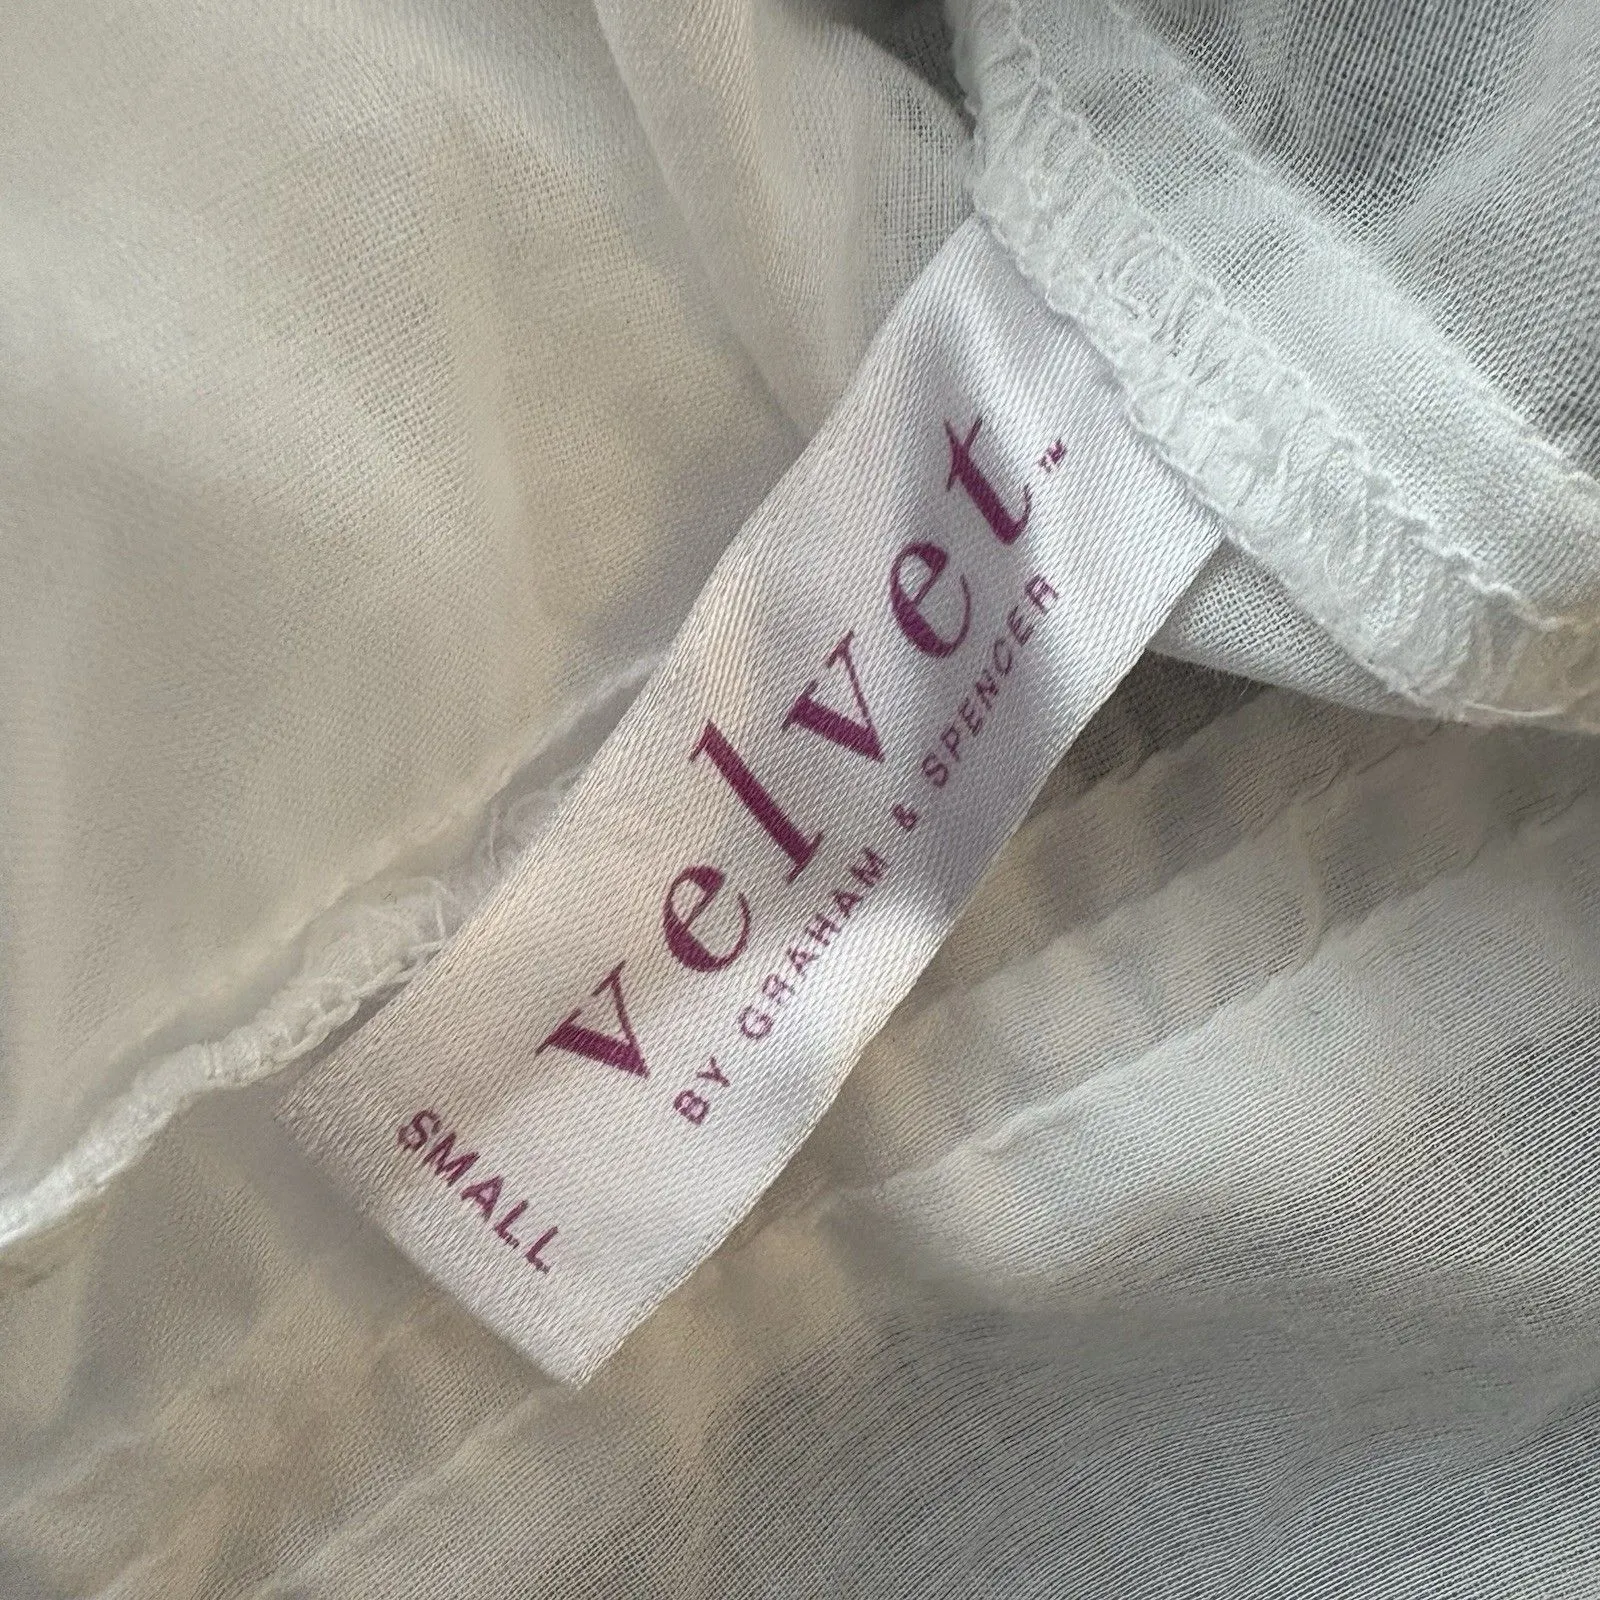 velvet™
BY GRAHAM & SPENCER
SMALL